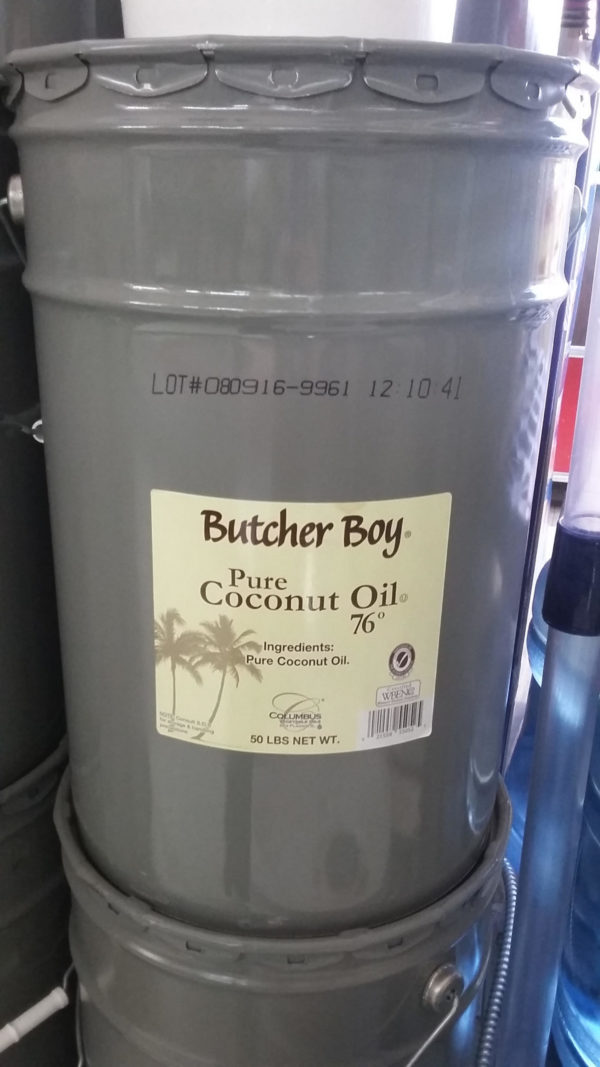 LOT#080916-9961 12:10:41
Butcher Boy®
Pure
Coconut Oil
76°
Ingredients:
Pure Coconut Oil.
WBENC
COLUMBUS
50 LBS NET WT.